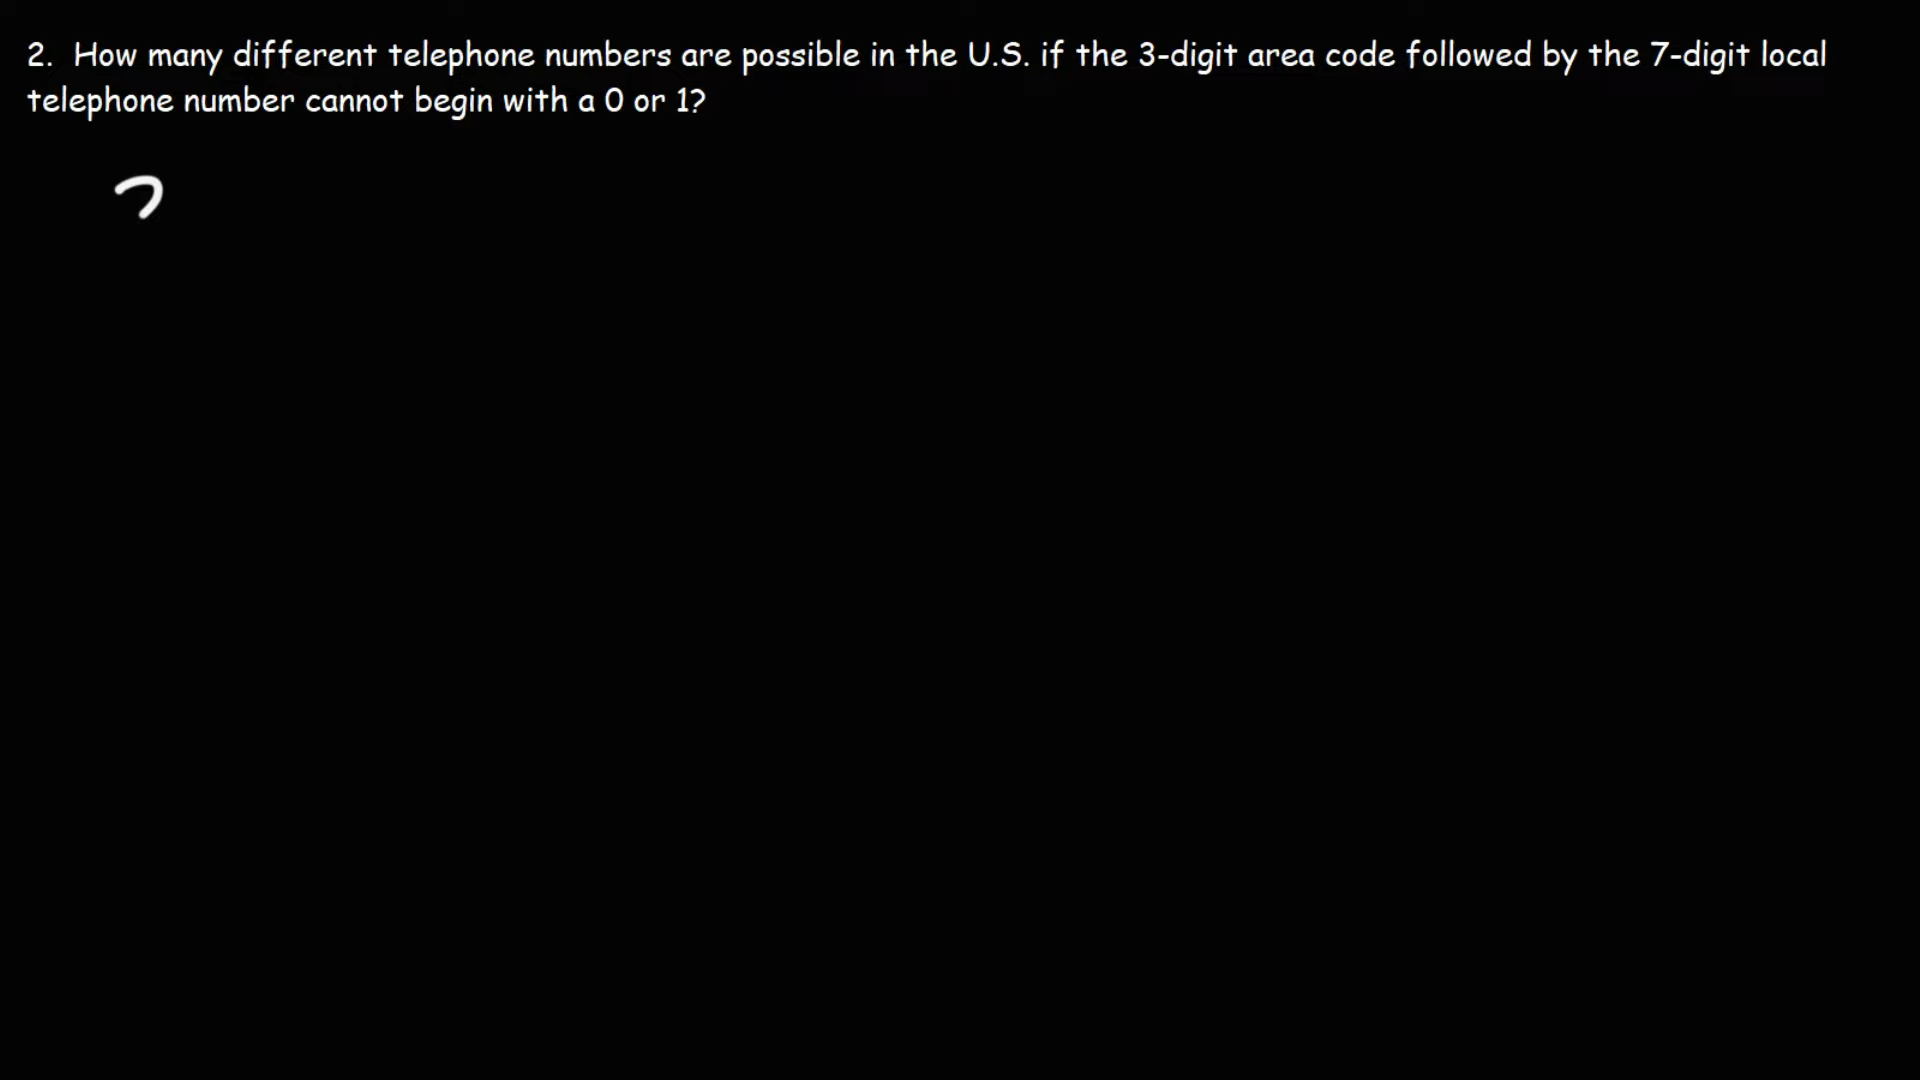 2. How many different telephone numbers are possible in the U.S. if the 3-digit area code followed by the 7-digit local
telephone number cannot begin with a 0 or 1?